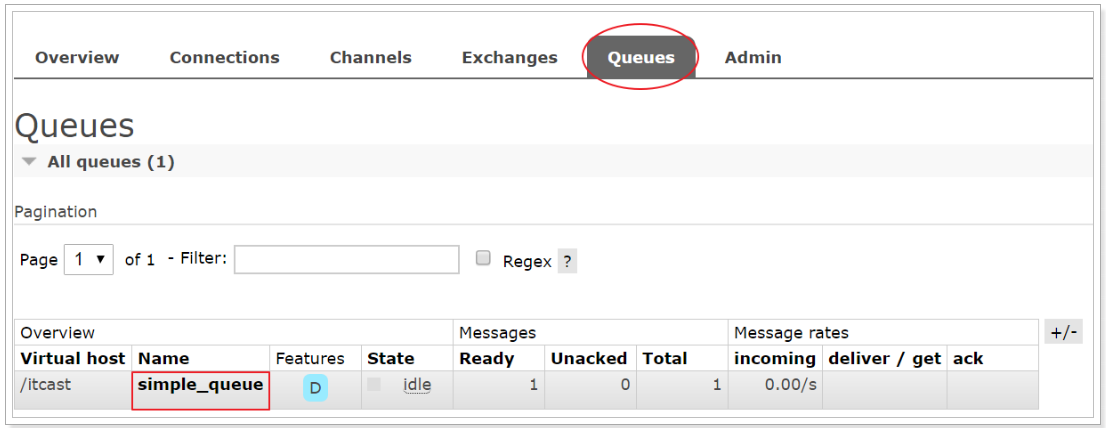 Overview Connections Channels Exchanges Queues Admin
Queues
All queues (1)
Pagination
Page 1 of 1 - Filter: Regex ?
Overview Messages Message rates +/-
Virtual host Name Features State Ready Unacked Total incoming deliver / get ack
/itcast simple_queue D idle 1 0 1 0.00/s